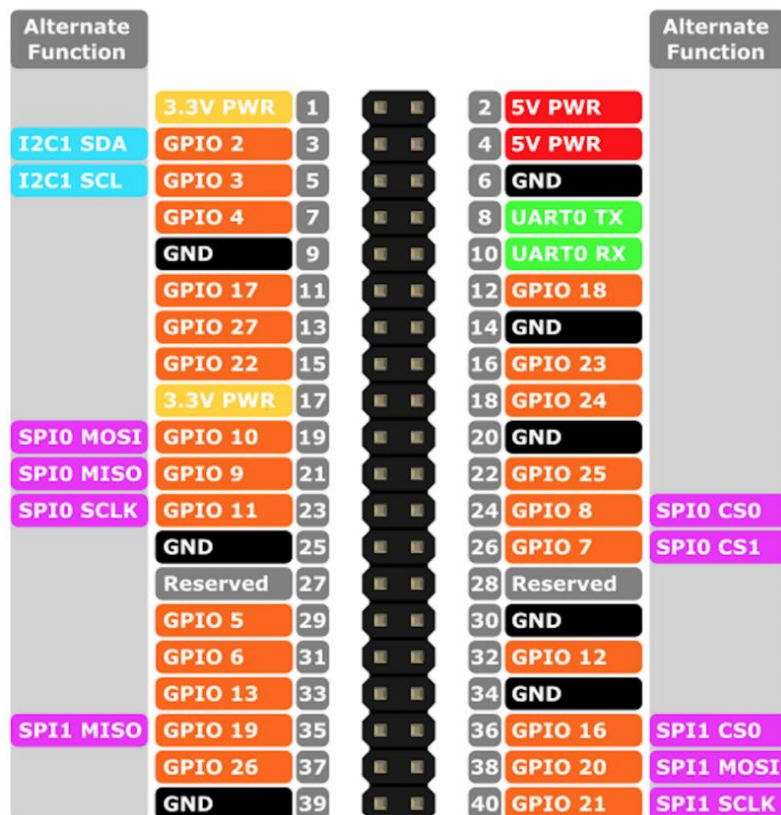 Alternate Function Alternate Function
3.3V PWR 1 2 5V PWR
I2C1 SDA GPIO 2 3 4 5V PWR
I2C1 SCL GPIO 3 5 6 GND
GPIO 4 7 8 UART0 TX
GND 9 10 UART0 RX
GPIO 17 11 12 GPIO 18
GPIO 27 13 14 GND
GPIO 22 15 16 GPIO 23
3.3V PWR 17 18 GPIO 24
SPI0 MOSI GPIO 10 19 20 GND
SPI0 MISO GPIO 9 21 22 GPIO 25
SPI0 SCLK GPIO 11 23 24 GPIO 8 SPI0 CS0
GND 25 26 GPIO 7 SPI0 CS1
Reserved 27 28 Reserved
GPIO 5 29 30 GND
GPIO 6 31 32 GPIO 12
GPIO 13 33 34 GND
SPI1 MISO GPIO 19 35 36 GPIO 16 SPI1 CS0
GPIO 26 37 38 GPIO 20 SPI1 MOSI
GND 39 40 GPIO 21 SPI1 SCLK